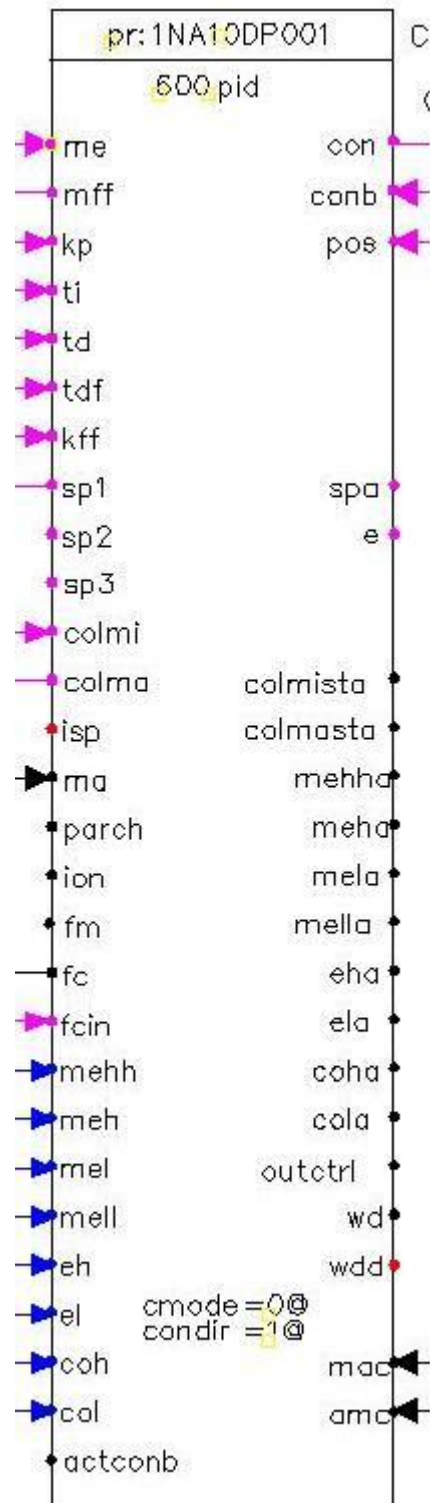 pr:1NA10DP001
C
600 pid
me con
mff conb
kp pos
ti
td
tdf
kff
sp1 spa
sp2 e
sp3
colmi
colma colmista
isp colmasta
ma mehha
parch meha
ion mela
fm mella
fc eha
fcin ela
mehh coha
meh cola
mel outctrl
mell wd
eh wdd
el cmode =0@
condir =1@
coh mac
col amc
actconb